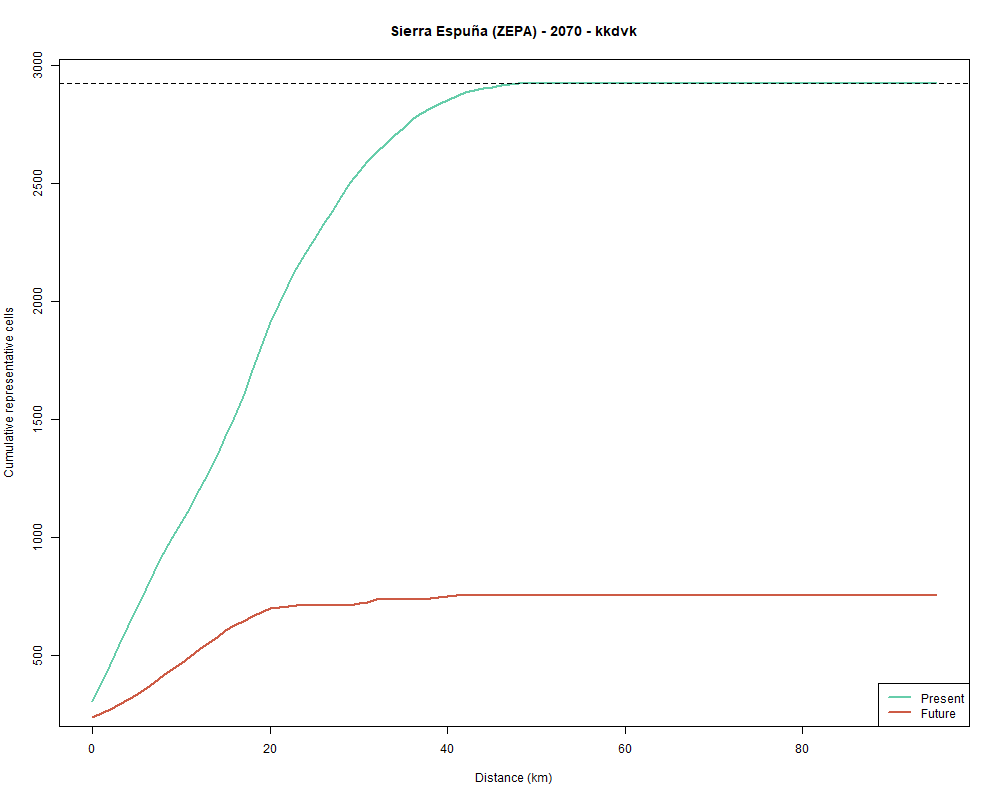 Sierra Espuña (ZEPA) - 2070 - kkdvk
Cumulative representative cells
3000
2500
2000
1500
1000
500
0
20
40
60
80
Distance (km)
Present
Future